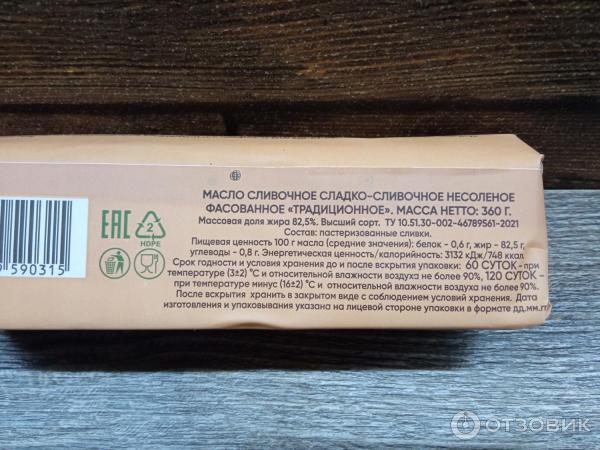 МАСЛО СЛИВОЧНОЕ СЛАДКО-СЛИВОЧНОЕ НЕСОЛЕНОЕ
ФАСОВАННОЕ «ТРАДИЦИОННОЕ». МАССА НЕТТО: 360 Г.
Массовая доля жира 82,5%. Высший сорт. ТУ 10.51.30-002-46789561-2021
Состав: пастеризованные сливки.
Пищевая ценность 100 г масла (средние значения): белок - 0,6 г, жир - 82,5 г,
углеводы - 0,8 г. Энергетическая ценность/калорийность: 3132 кДж/748 ккал
Срок годности и условия хранения до и после вскрытия упаковки: 60 СУТОК - при
температуре (3±2) °С и относительной влажности воздуха не более 90%, 120 СУТОК -
при температуре минус (16±2) °С и относительной влажности воздуха не более 90%.
После вскрытия хранить в закрытом виде с соблюдением условий хранения. Дата
изготовления и упаковывания указана на лицевой стороне упаковки в формате дд.мм.гг
EAC
2
HDPE
590315
ОТЗОВИК